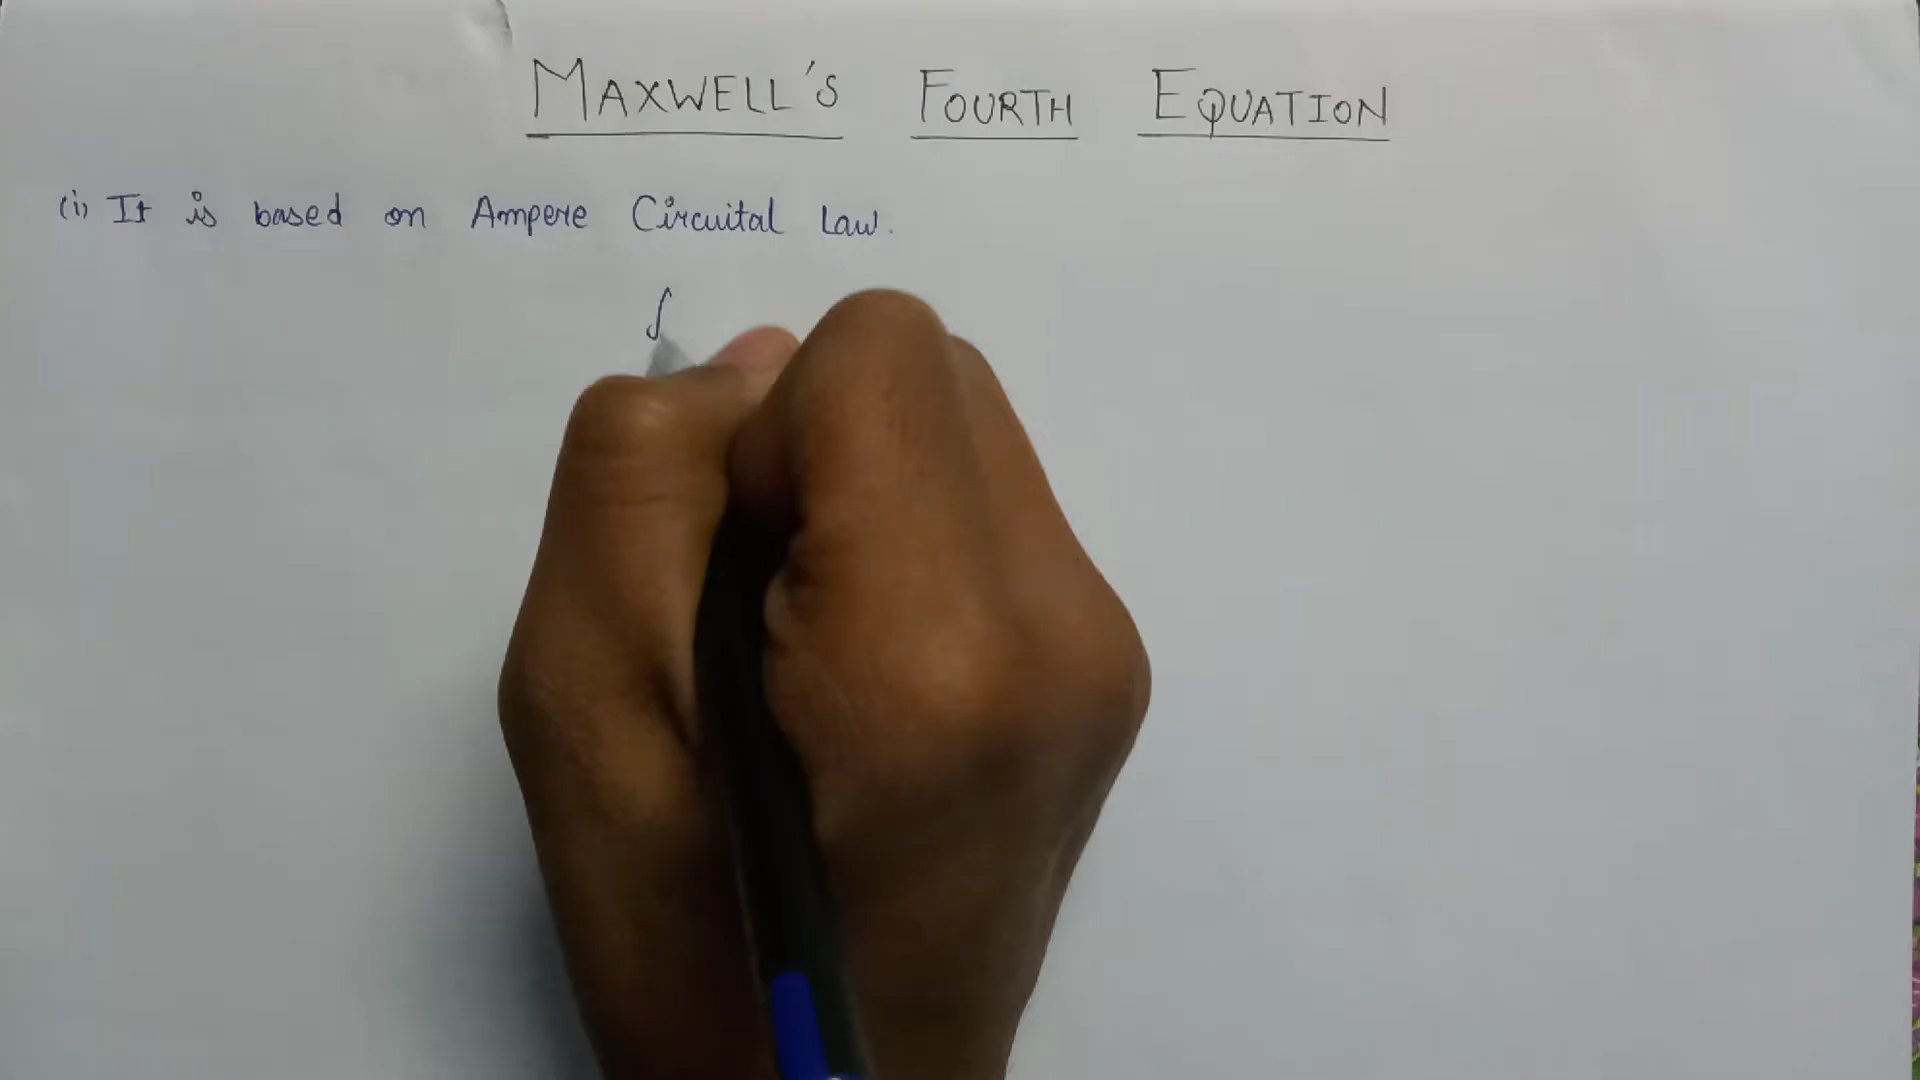 MAXWELL'S FOURTH EQUATION
(i) It is based on Ampere Circuital Law.
∫